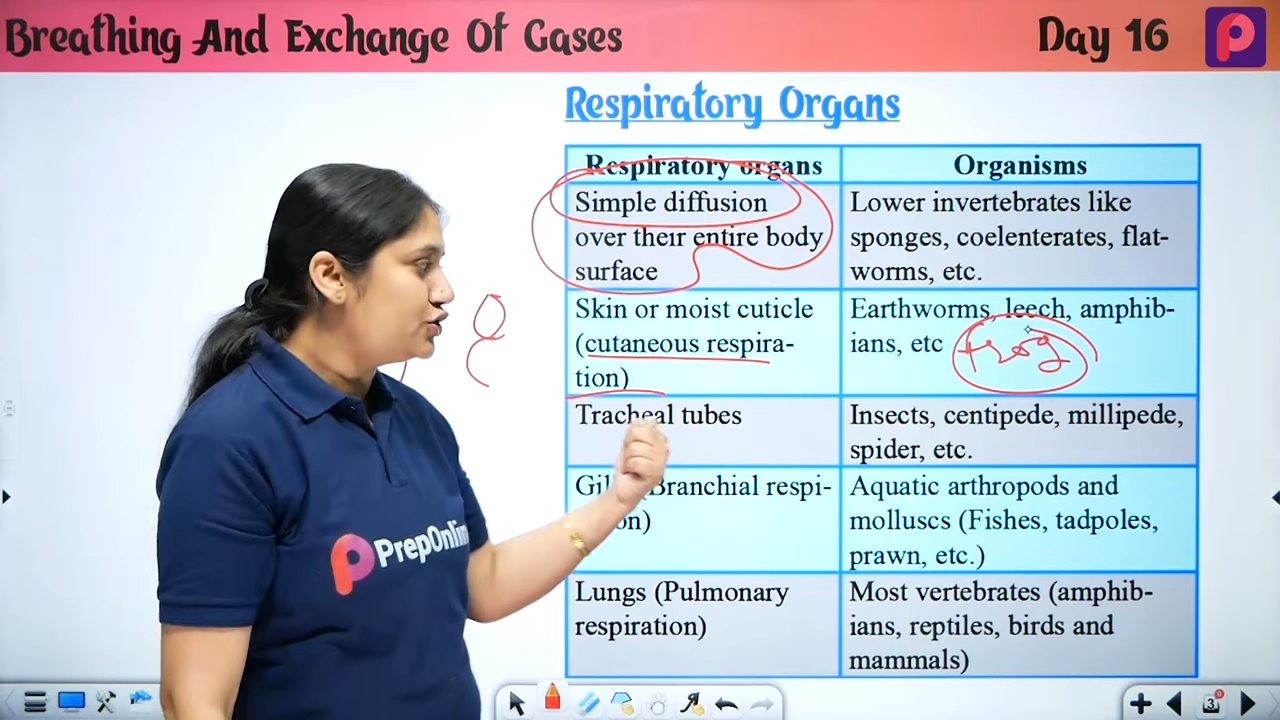 Breathing And Exchange Of Gases
Day 16
Respiratory Organs
Respiratory organs
Organisms
Simple diffusion
over their entire body
surface
Lower invertebrates like
sponges, coelenterates, flat-
worms, etc.
Skin or moist cuticle
(cutaneous respira-
tion)
Earthworms, leech, amphib-
ians, etc
frog
Tracheal tubes
Insects, centipede, millipede,
spider, etc.
Branchial respi-
Aquatic arthropods and
molluscs (Fishes, tadpoles,
prawn, etc.)
Lungs (Pulmonary
respiration)
Most vertebrates (amphib-
ians, reptiles, birds and
mammals)
PrepOnlin
3